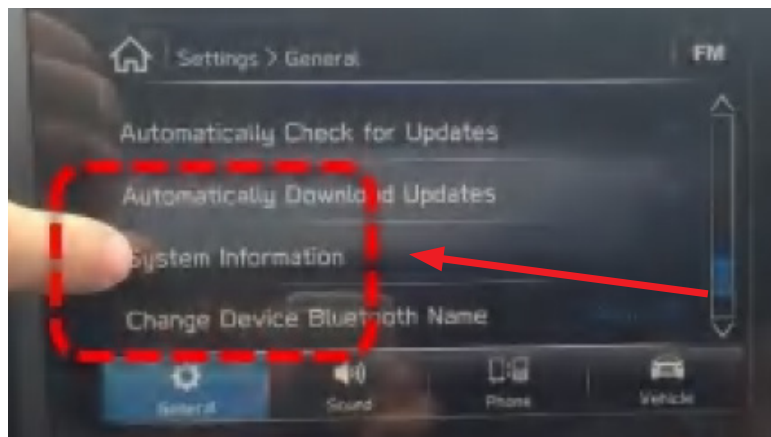 Settings > General
FM
Automatically Check for Updates
Automatically Download Updates
System Information
Change Device Bluetooth Name
General
Sound
Phone
Vehicle